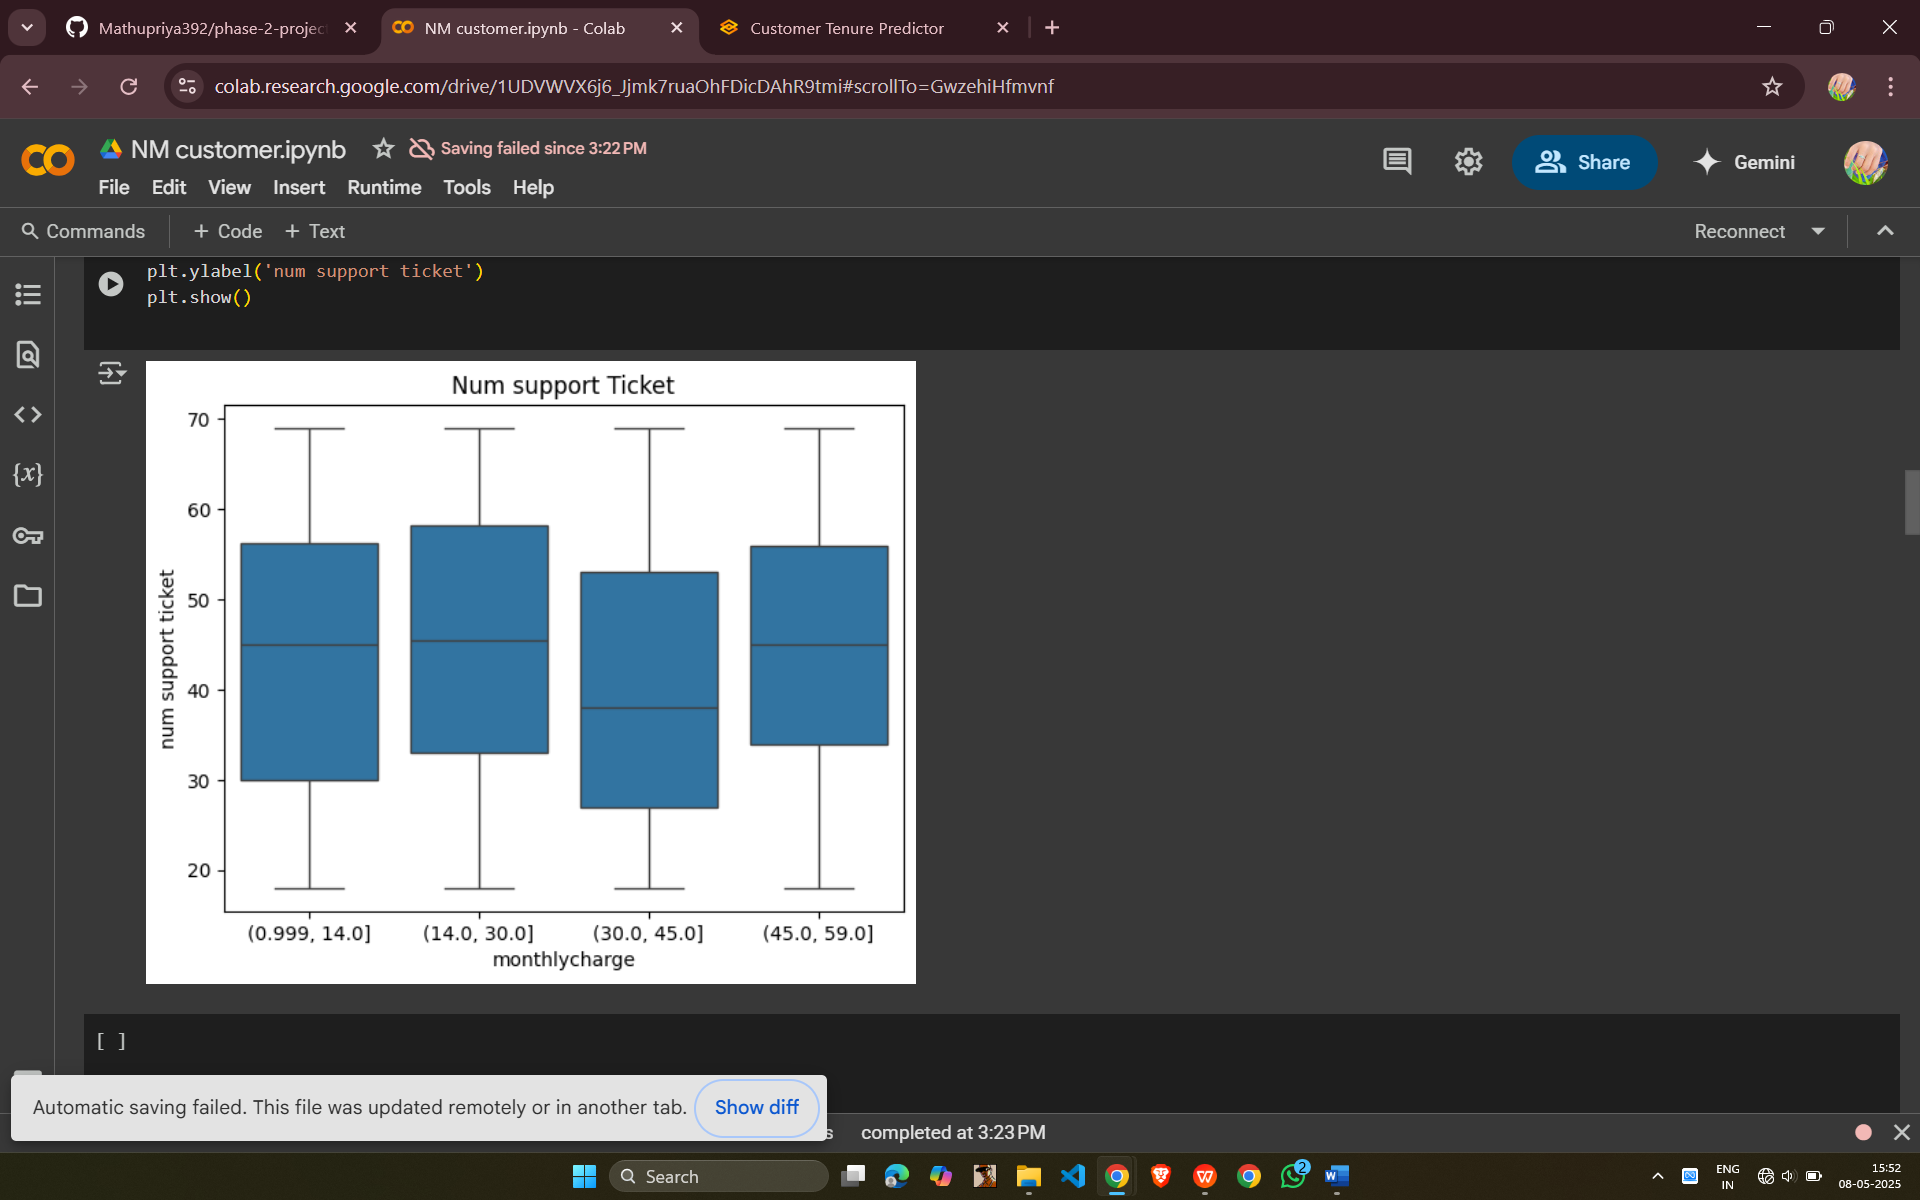 Mathupriya392/phase-2-projec
NM customer.ipynb - Colab
Customer Tenure Predictor
colab.research.google.com/drive/1UDVWVX6j6_Jjmk7ruaOhFDicDAhR9tmi#scrollTo=GwzehiHfmvnf
NM customer.ipynb
Saving failed since 3:22 PM
File Edit View Insert Runtime Tools Help
Share
Gemini
Commands + Code + Text
Reconnect
plt.ylabel('num support ticket')
plt.show()
Num support Ticket
70
60
50
40
30
20
num support ticket
(0.999, 14.0] (14.0, 30.0] (30.0, 45.0] (45.0, 59.0]
monthlycharge
[ ]
Automatic saving failed. This file was updated remotely or in another tab. Show diff
s completed at 3:23 PM
Search
2
ENG
IN
15:52
08-05-2025